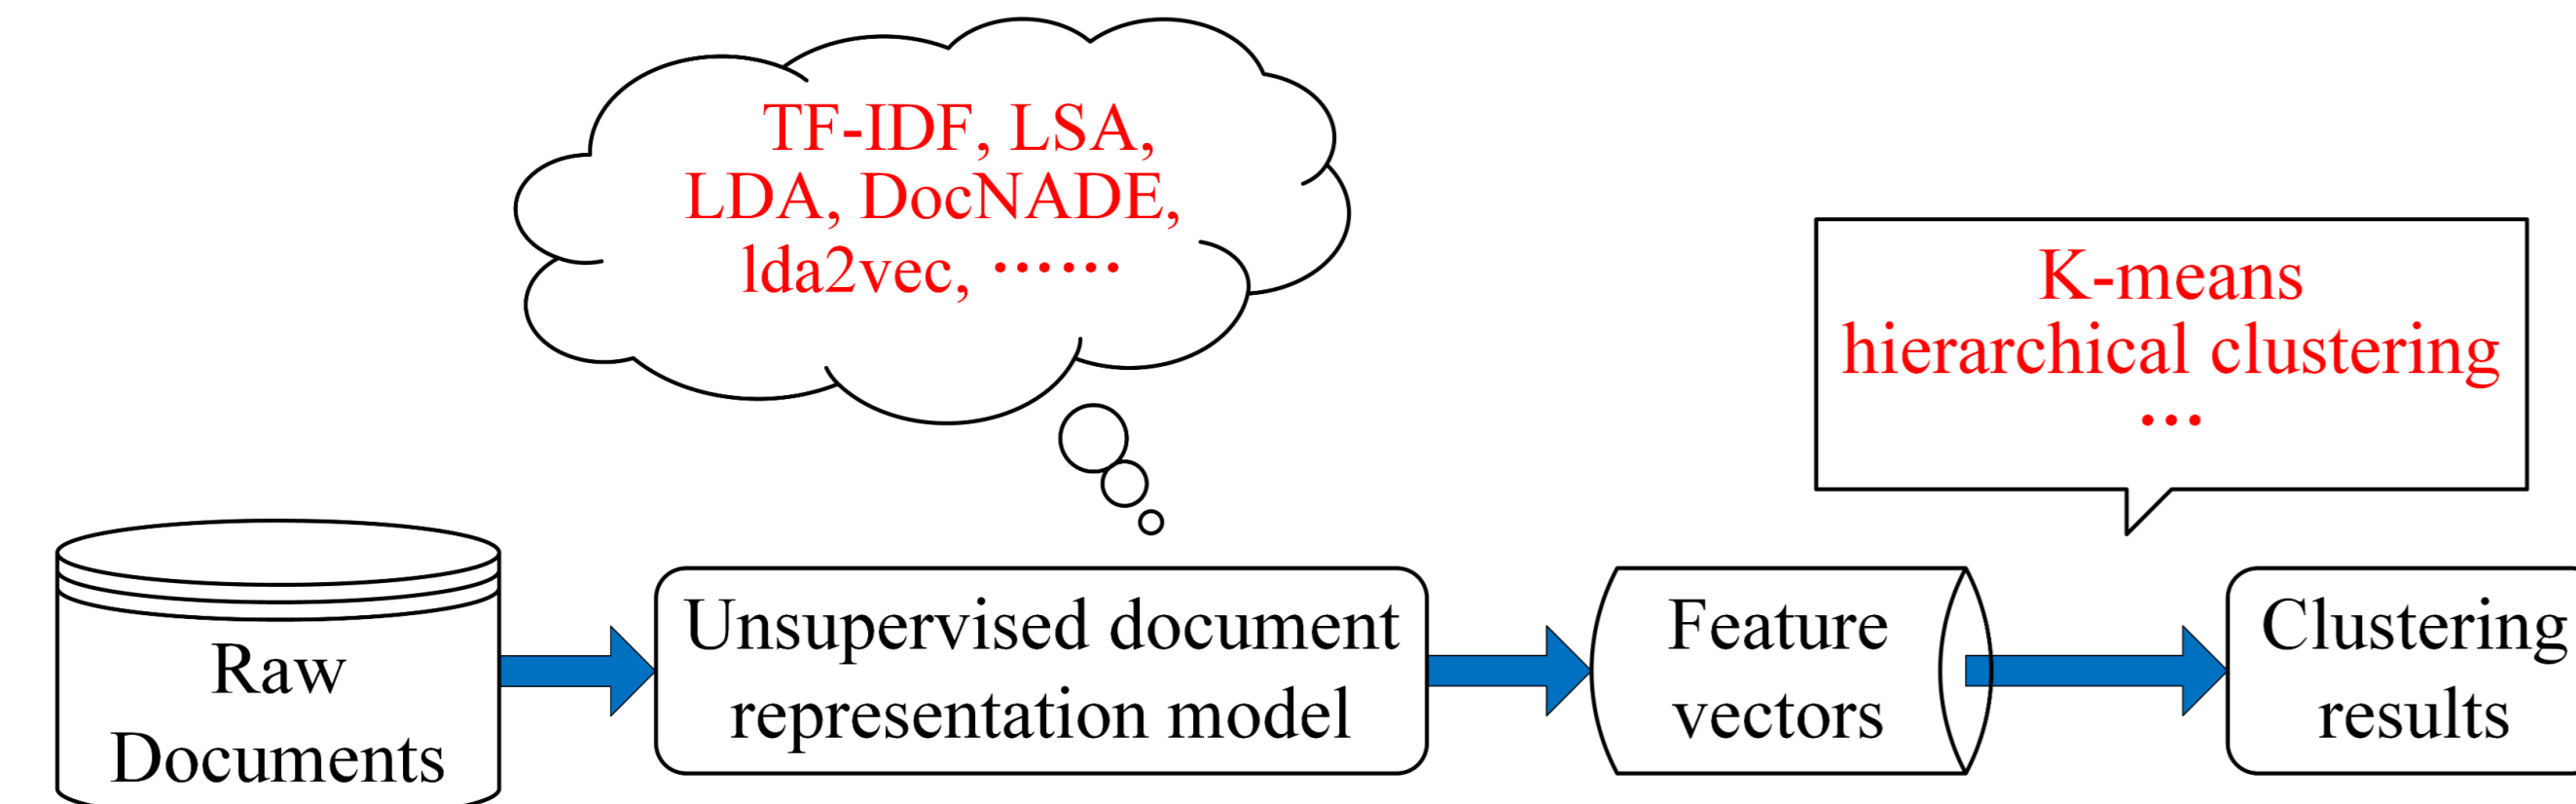 TF-IDF, LSA,
LDA, DocNADE,
lda2vec, ······
K-means
hierarchical clustering
···
Raw
Documents
Unsupervised document
representation model
Feature
vectors
Clustering
results